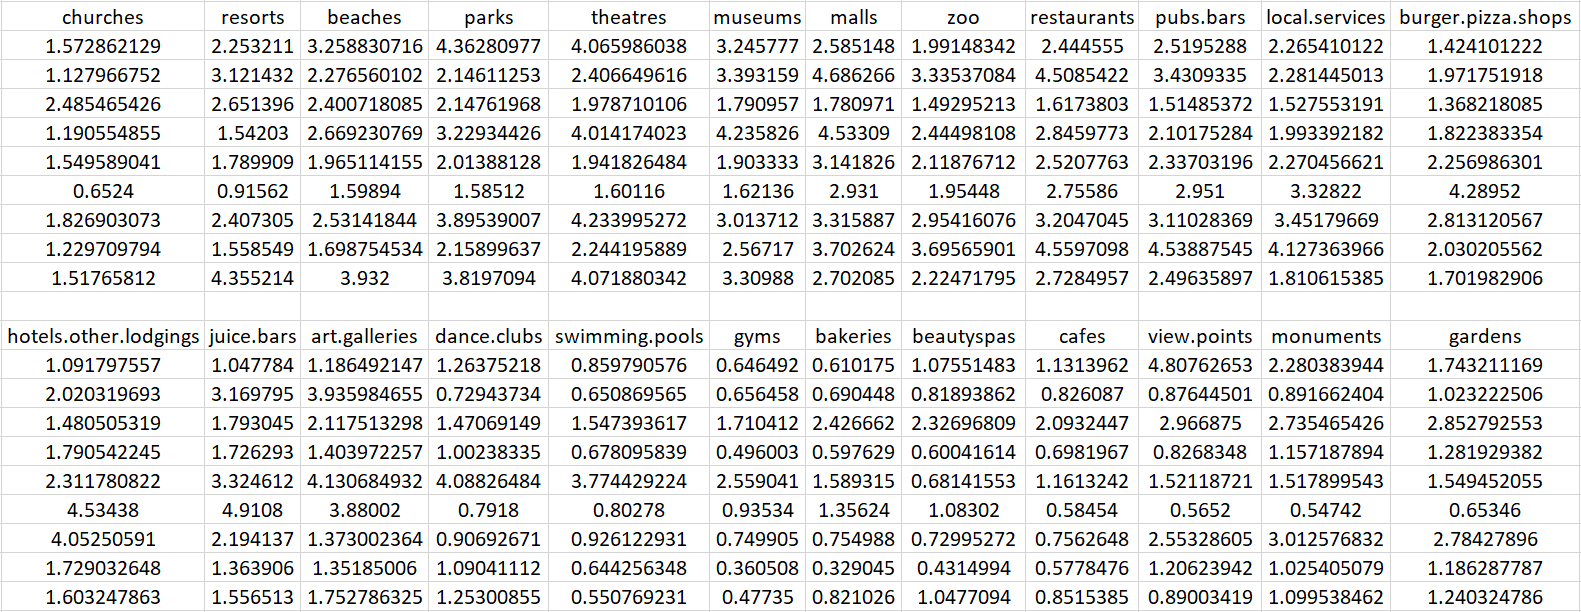 churches resorts beaches parks theatres museums malls zoo restaurants pubs.bars local.services burger.pizza.shops
1.572862129 2.253211 3.258830716 4.36280977 4.065986038 3.245777 2.585148 1.99148342 2.444555 2.5195288 2.265410122 1.424101222
1.127966752 3.121432 2.276560102 2.14611253 2.406649616 3.393159 4.686266 3.33537084 4.5085422 3.4309335 2.281445013 1.971751918
2.485465426 2.651396 2.400718085 2.14761968 1.978710106 1.790957 1.780971 1.49295213 1.6173803 1.51485372 1.527553191 1.368218085
1.190554855 1.54203 2.669230769 3.22934426 4.014174023 4.235826 4.53309 2.44498108 2.8459773 2.10175284 1.993392182 1.822383354
1.549589041 1.789909 1.965114155 2.01388128 1.941826484 1.903333 3.141826 2.11876712 2.5207763 2.33703196 2.270456621 2.256986301
0.6524 0.91562 1.59894 1.58512 1.60116 1.62136 2.931 1.95448 2.75586 2.951 3.32822 4.28952
1.826903073 2.407305 2.53141844 3.89539007 4.233995272 3.013712 3.315887 2.95416076 3.2047045 3.11028369 3.45179669 2.813120567
1.229709794 1.558549 1.698754534 2.15899637 2.244195889 2.56717 3.702624 3.69565901 4.5597098 4.53887545 4.127363966 2.030205562
1.51765812 4.355214 3.932 3.8197094 4.071880342 3.30988 2.702085 2.22471795 2.7284957 2.49635897 1.810615385 1.701982906
hotels.other.lodgings juice.bars art.galleries dance.clubs swimming.pools gyms bakeries beautyspas cafes view.points monuments gardens
1.091797557 1.047784 1.186492147 1.26375218 0.859790576 0.646492 0.610175 1.07551483 1.1313962 4.80762653 2.280383944 1.743211169
2.020319693 3.169795 3.935984655 0.72943734 0.650869565 0.656458 0.690448 0.81893862 0.826087 0.87644501 0.891662404 1.023222506
1.480505319 1.793045 2.117513298 1.47069149 1.547393617 1.710412 2.426662 2.32696809 2.0932447 2.966875 2.735465426 2.852792553
1.790542245 1.726293 1.403972257 1.00238335 0.678095839 0.496003 0.597629 0.60041614 0.6981967 0.8268348 1.157187894 1.281929382
2.311780822 3.324612 4.130684932 4.08826484 3.774429224 2.559041 1.589315 0.68141553 1.1613242 1.52118721 1.517899543 1.549452055
4.53438 4.9108 3.88002 0.7918 0.80278 0.93534 1.35624 1.08302 0.58454 0.5652 0.54742 0.65346
4.05250591 2.194137 1.373002364 0.90692671 0.926122931 0.749905 0.754988 0.72995272 0.7562648 2.55328605 3.012576832 2.78427896
1.729032648 1.363906 1.35185006 1.09041112 0.644256348 0.360508 0.329045 0.4314994 0.5778476 1.20623942 1.025405079 1.186287787
1.603247863 1.556513 1.752786325 1.25300855 0.550769231 0.47735 0.821026 1.0477094 0.8515385 0.89003419 1.099538462 1.240324786